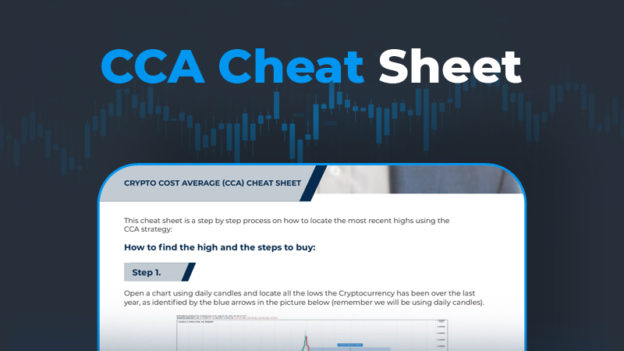 CCA Cheat Sheet
CRYPTO COST AVERAGE (CCA) CHEAT SHEET
This cheat sheet is a step by step process on how to locate the most recent highs using the
CCA strategy:
How to find the high and the steps to buy:
Step 1.
Open a chart using daily candles and locate all the lows the Cryptocurrency has been over the last
year, as identified by the blue arrows in the picture below (remember we will be using daily candles).